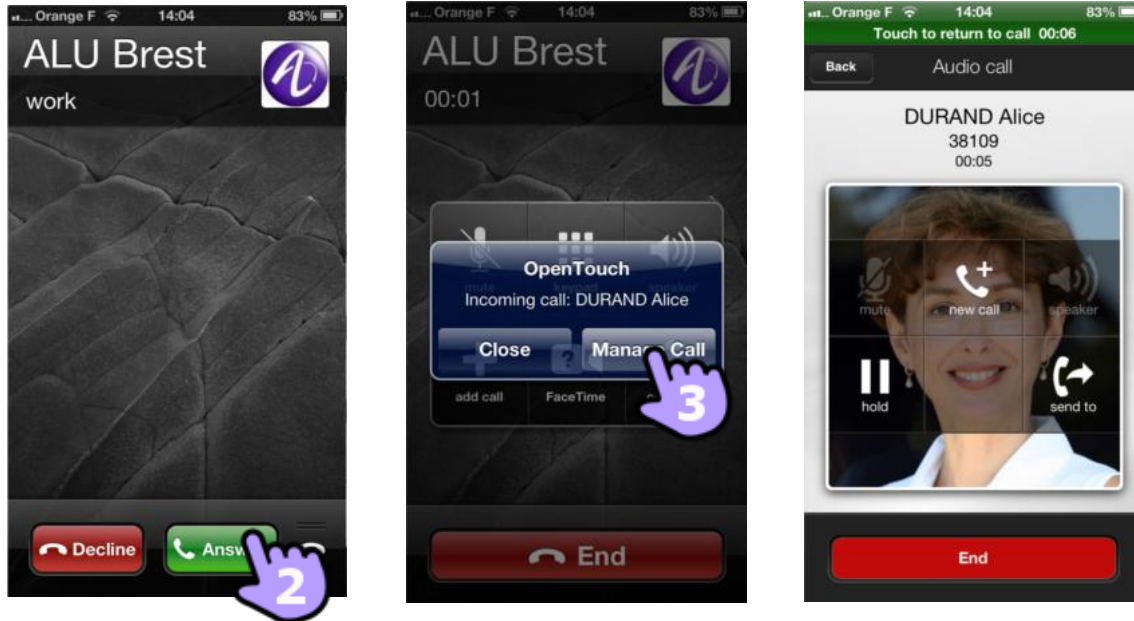 Orange F 14:04 83%
ALU Brest
work
Decline
Answ
2
Orange F 14:04 83%
ALU Brest
00:01
mute keypad speaker
OpenTouch
Incoming call: DURAND Alice
Close Manage Call
add call FaceTime
3
End
Orange F 14:04 83%
Touch to return to call 00:06
Back Audio call
DURAND Alice
38109
00:05
mute new call speaker
hold send to
End